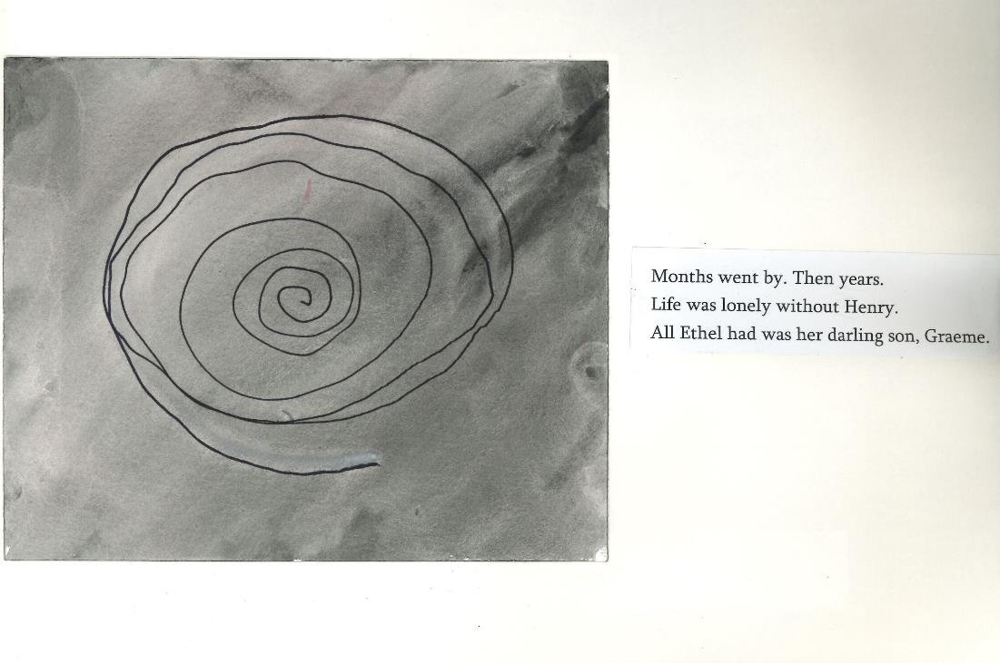 Months went by. Then years.
Life was lonely without Henry.
All Ethel had was her darling son, Graeme.